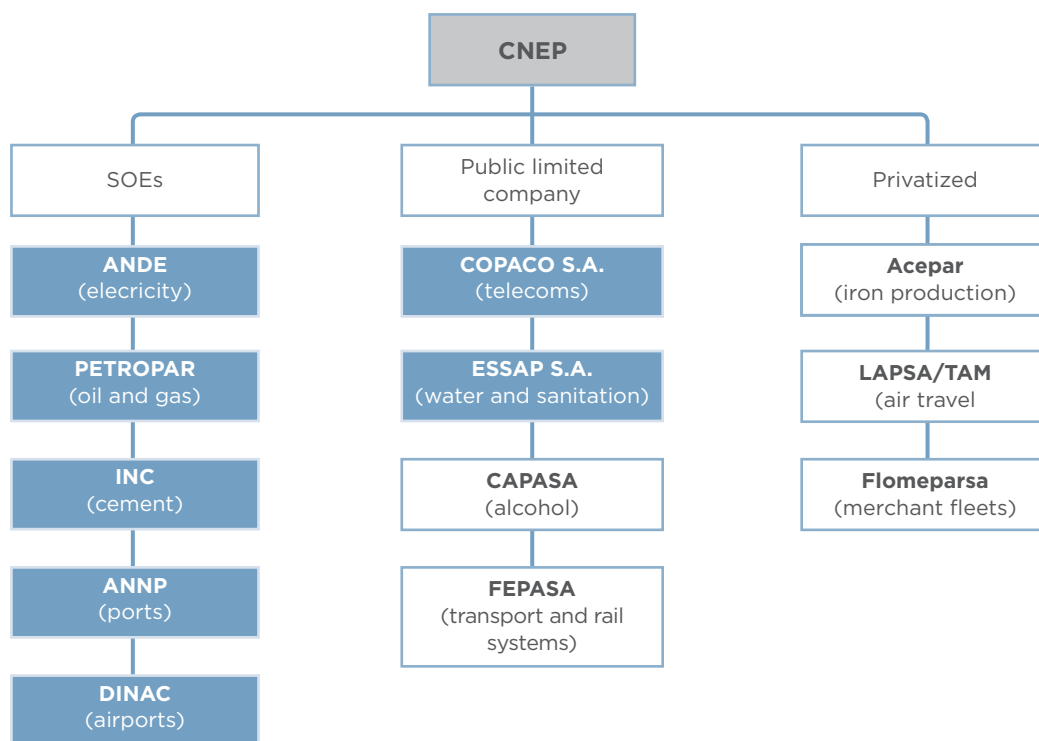 CNEP
SOEs
Public limited
company
Privatized
ANDE
(elecricity)
COPACO S.A.
(telecoms)
Acepar
(iron production)
PETROPAR
(oil and gas)
ESSAP S.A.
(water and sanitation)
LAPSA/TAM
(air travel
INC
(cement)
CAPASA
(alcohol)
Flomeparsa
(merchant fleets)
ANNP
(ports)
FEPASA
(transport and rail
systems)
DINAC
(airports)